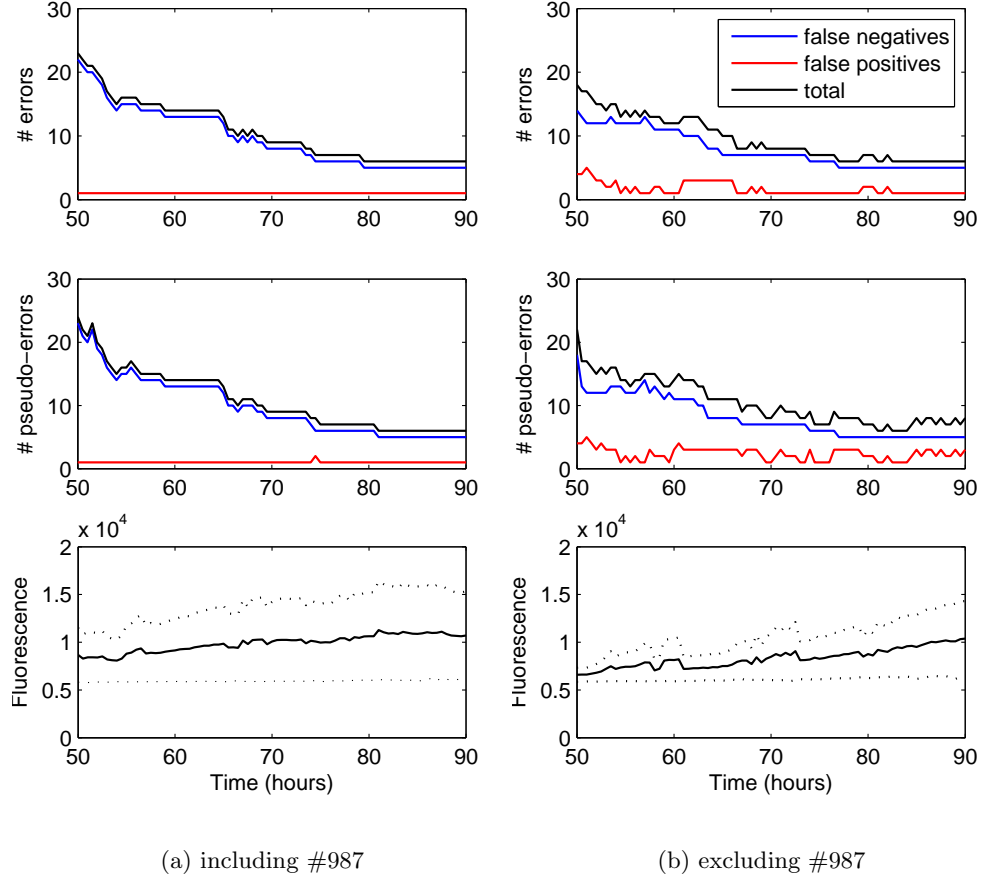 30
20
10
0
# errors
50 60 70 80 90
30
20
10
0
# errors
50 60 70 80 90
false negatives
false positives
total
30
20
10
0
# pseudo-errors
50 60 70 80 90
30
20
10
0
# pseudo-errors
50 60 70 80 90
x 10^4
2
1.5
1
0.5
0
Fluorescence
50 60 70 80 90
Time (hours)
x 10^4
2
1.5
1
0.5
0
Fluorescence
50 60 70 80 90
Time (hours)
(a) including #987
(b) excluding #987